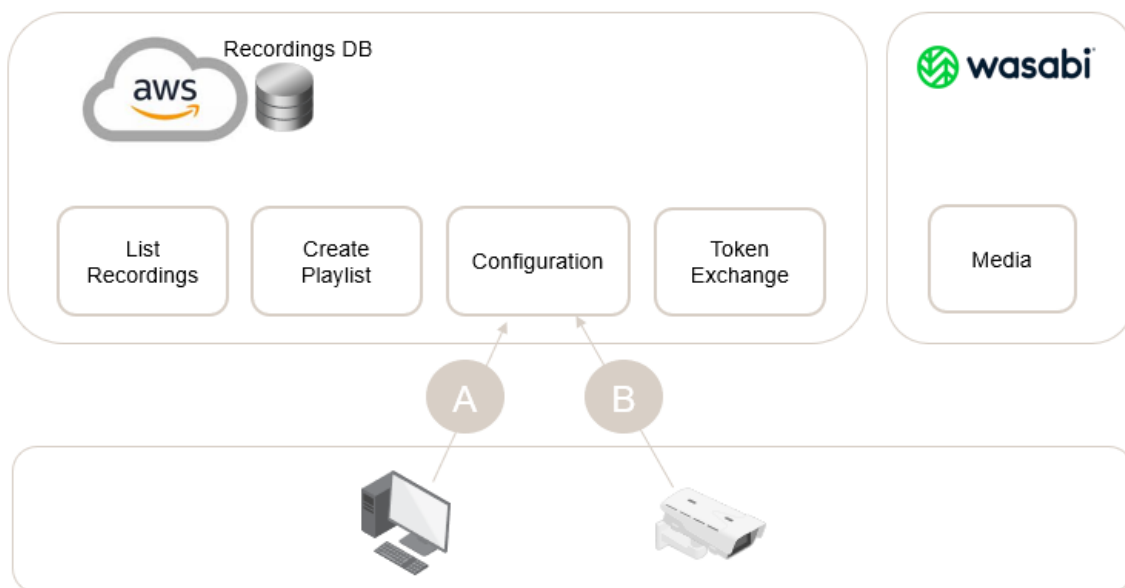 Recordings DB
aws
wasabi
List
Recordings
Create
Playlist
Configuration
Token
Exchange
Media
A
B